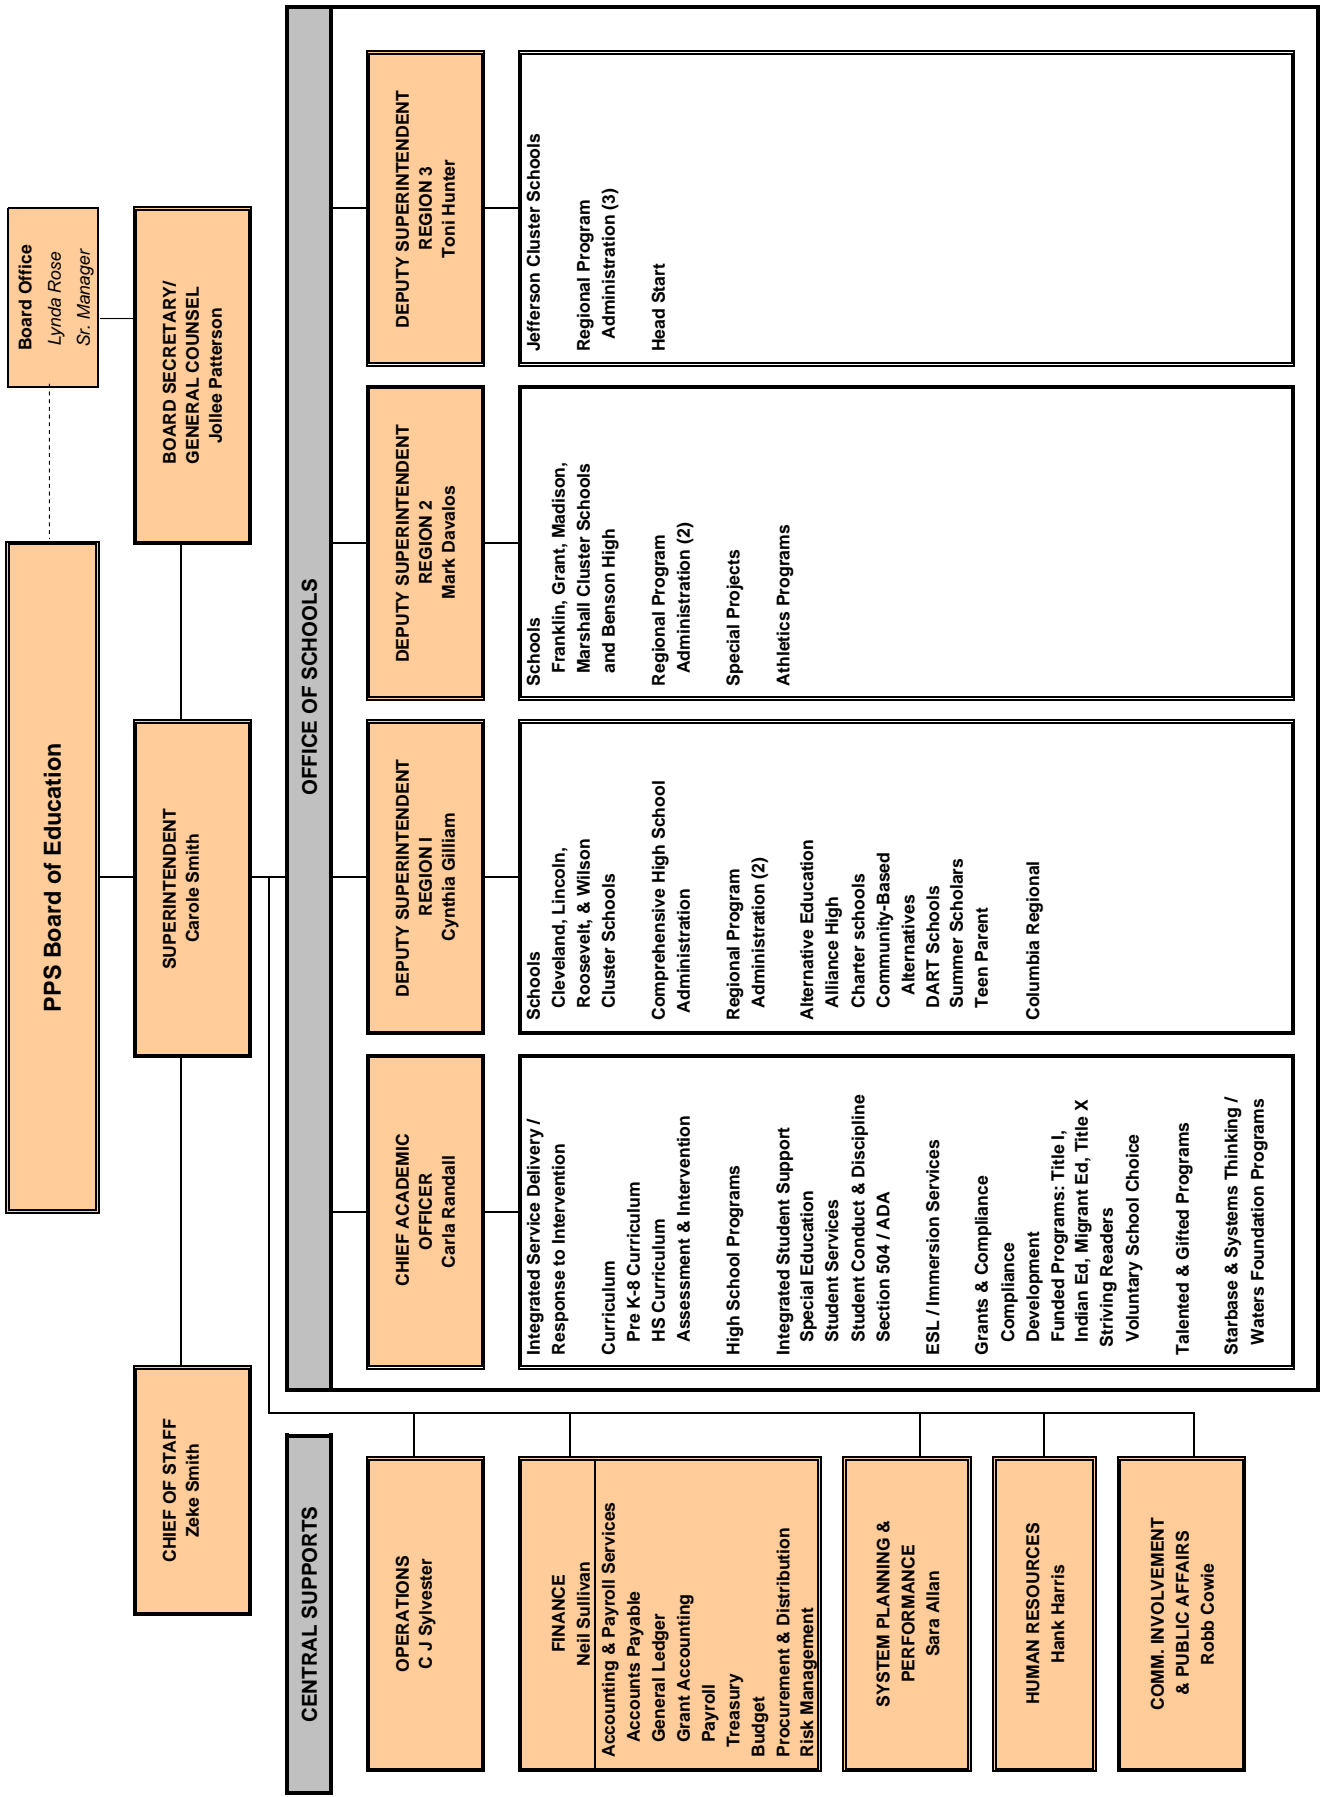 PPS Board of Education
Board Office
Lynda Rose
Sr. Manager
CHIEF OF STAFF
Zeke Smith
SUPERINTENDENT
Carole Smith
BOARD SECRETARY/
GENERAL COUNSEL
Jollee Patterson
CENTRAL SUPPORTS
OPERATIONS
C J Sylvester
FINANCE
Neil Sullivan
Accounting & Payroll Services
Accounts Payable
General Ledger
Grant Accounting
Payroll
Treasury
Budget
Procurement & Distribution
Risk Management
SYSTEM PLANNING &
PERFORMANCE
Sara Allan
HUMAN RESOURCES
Hank Harris
COMM. INVOLVEMENT
& PUBLIC AFFAIRS
Robb Cowie
OFFICE OF SCHOOLS
CHIEF ACADEMIC
OFFICER
Carla Randall
Integrated Service Delivery /
Response to Intervention
Curriculum
Pre K-8 Curriculum
HS Curriculum
Assessment & Intervention
High School Programs
Integrated Student Support
Special Education
Student Services
Student Conduct & Discipline
Section 504 / ADA
ESL / Immersion Services
Grants & Compliance
Compliance
Development
Funded Programs: Title I,
Indian Ed, Migrant Ed, Title X
Striving Readers
Voluntary School Choice
Talented & Gifted Programs
Starbase & Systems Thinking /
Waters Foundation Programs
DEPUTY SUPERINTENDENT
REGION I
Cynthia Gilliam
Schools
Cleveland, Lincoln,
Roosevelt, & Wilson
Cluster Schools
Comprehensive High School
Administration
Regional Program
Administration (2)
Alternative Education
Alliance High
Charter schools
Community-Based
Alternatives
DART Schools
Summer Scholars
Teen Parent
Columbia Regional
DEPUTY SUPERINTENDENT
REGION 2
Mark Davalos
Schools
Franklin, Grant, Madison,
Marshall Cluster Schools
and Benson High
Regional Program
Administration (2)
Special Projects
Athletics Programs
DEPUTY SUPERINTENDENT
REGION 3
Toni Hunter
Jefferson Cluster Schools
Regional Program
Administration (3)
Head Start